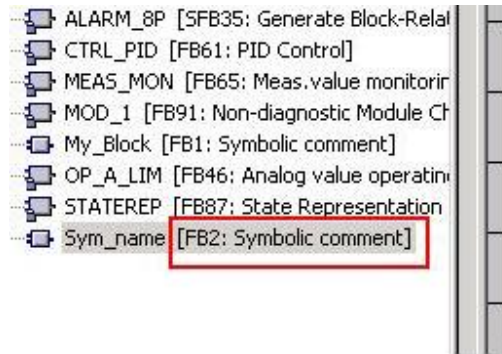 ALARM_8P [SFB35: Generate Block-Relat
CTRL_PID [FB61: PID Control]
MEAS_MON [FB65: Meas.value monitorin
MOD_1 [FB91: Non-diagnostic Module Ch
My_Block [FB1: Symbolic comment]
OP_A_LIM [FB46: Analog value operating
STATEREP [FB87: State Representation
Sym_name [FB2: Symbolic comment]